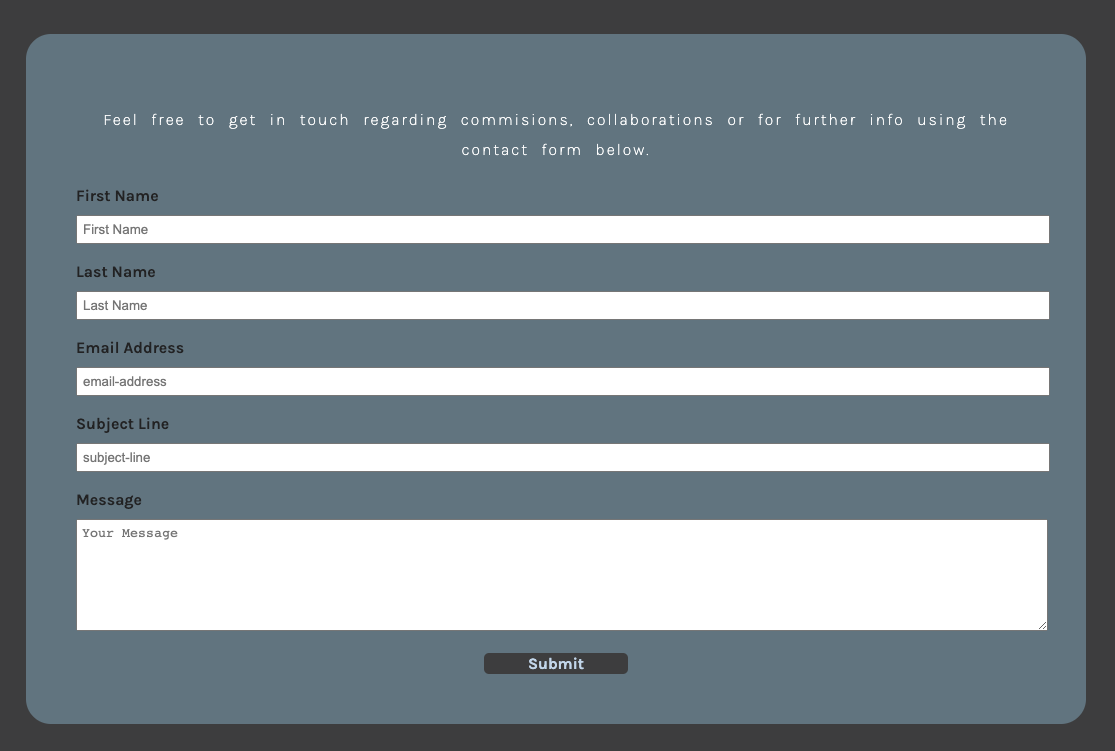 Feel free to get in touch regarding commisions, collaborations or for further info using the
contact form below.
First Name
First Name
Last Name
Last Name
Email Address
email-address
Subject Line
subject-line
Message
Your Message
Submit